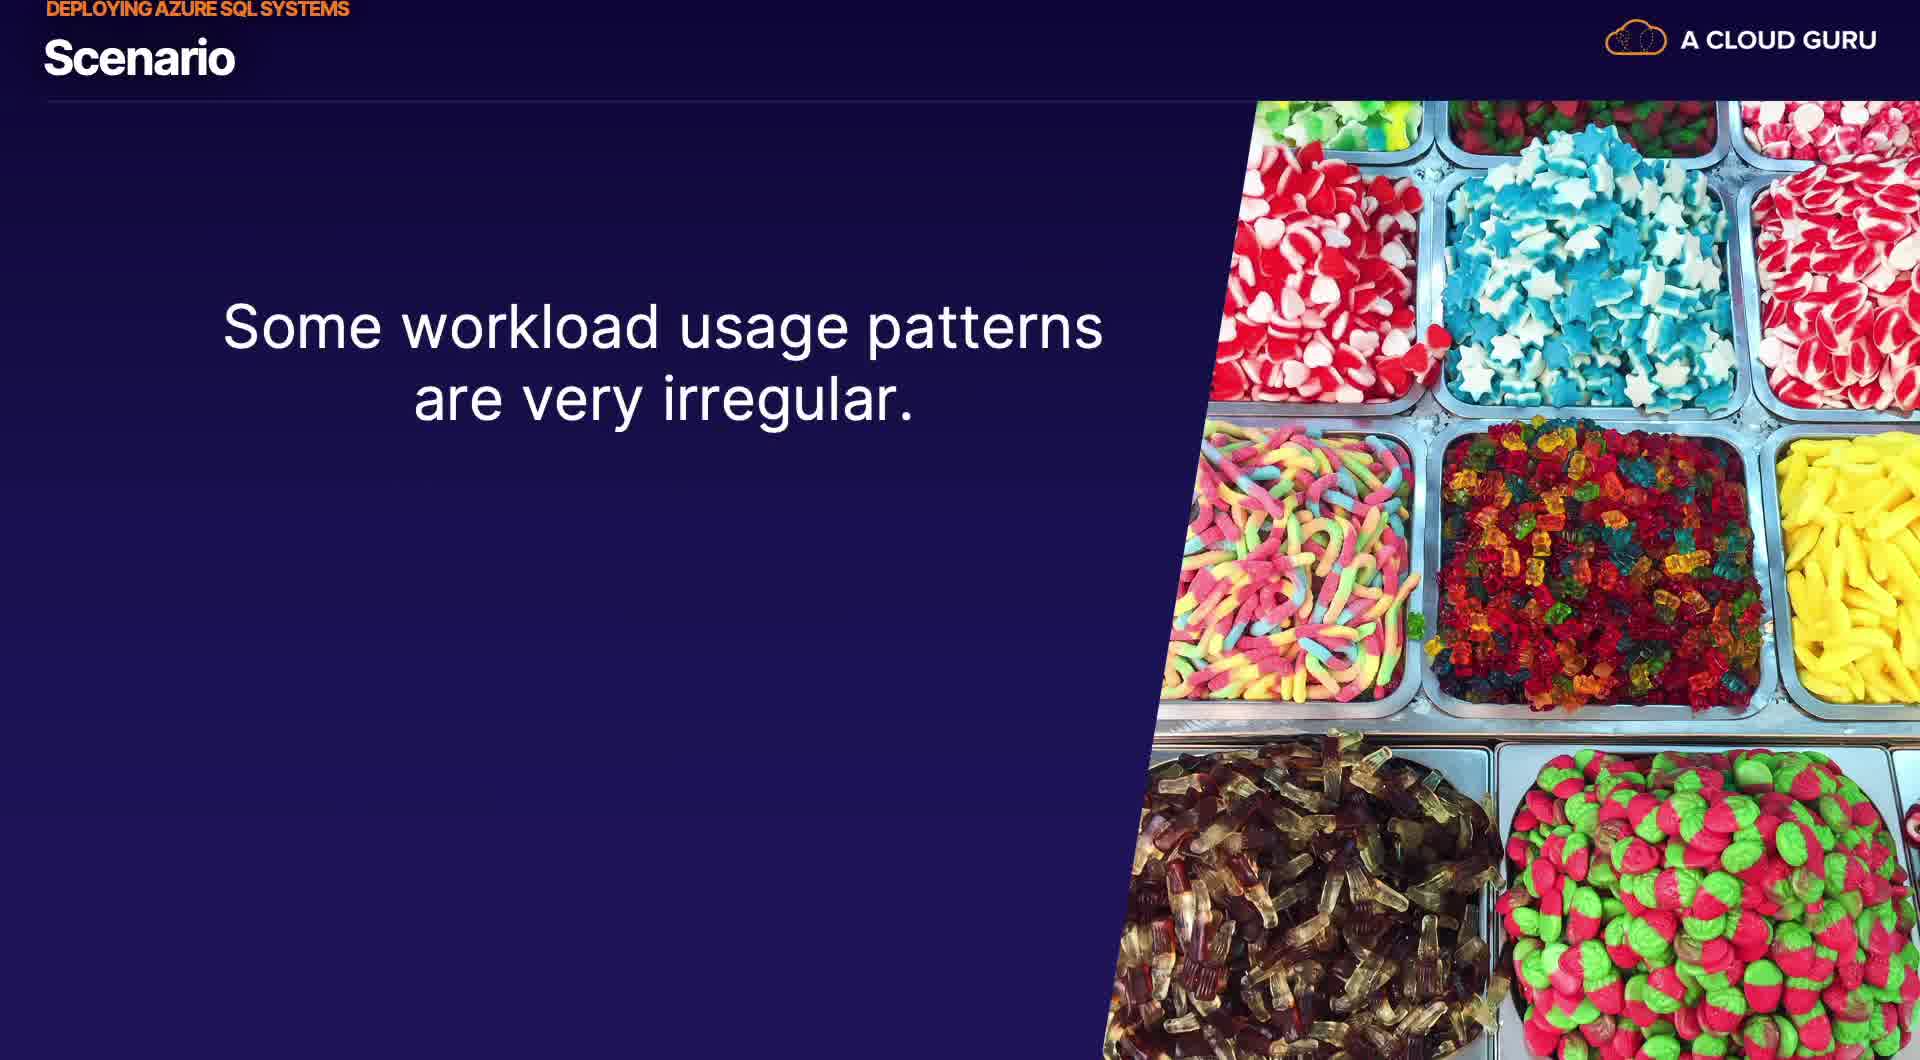 DEPLOYING AZURE SQL SYSTEMS
Scenario
A CLOUD GURU
Some workload usage patterns
are very irregular.